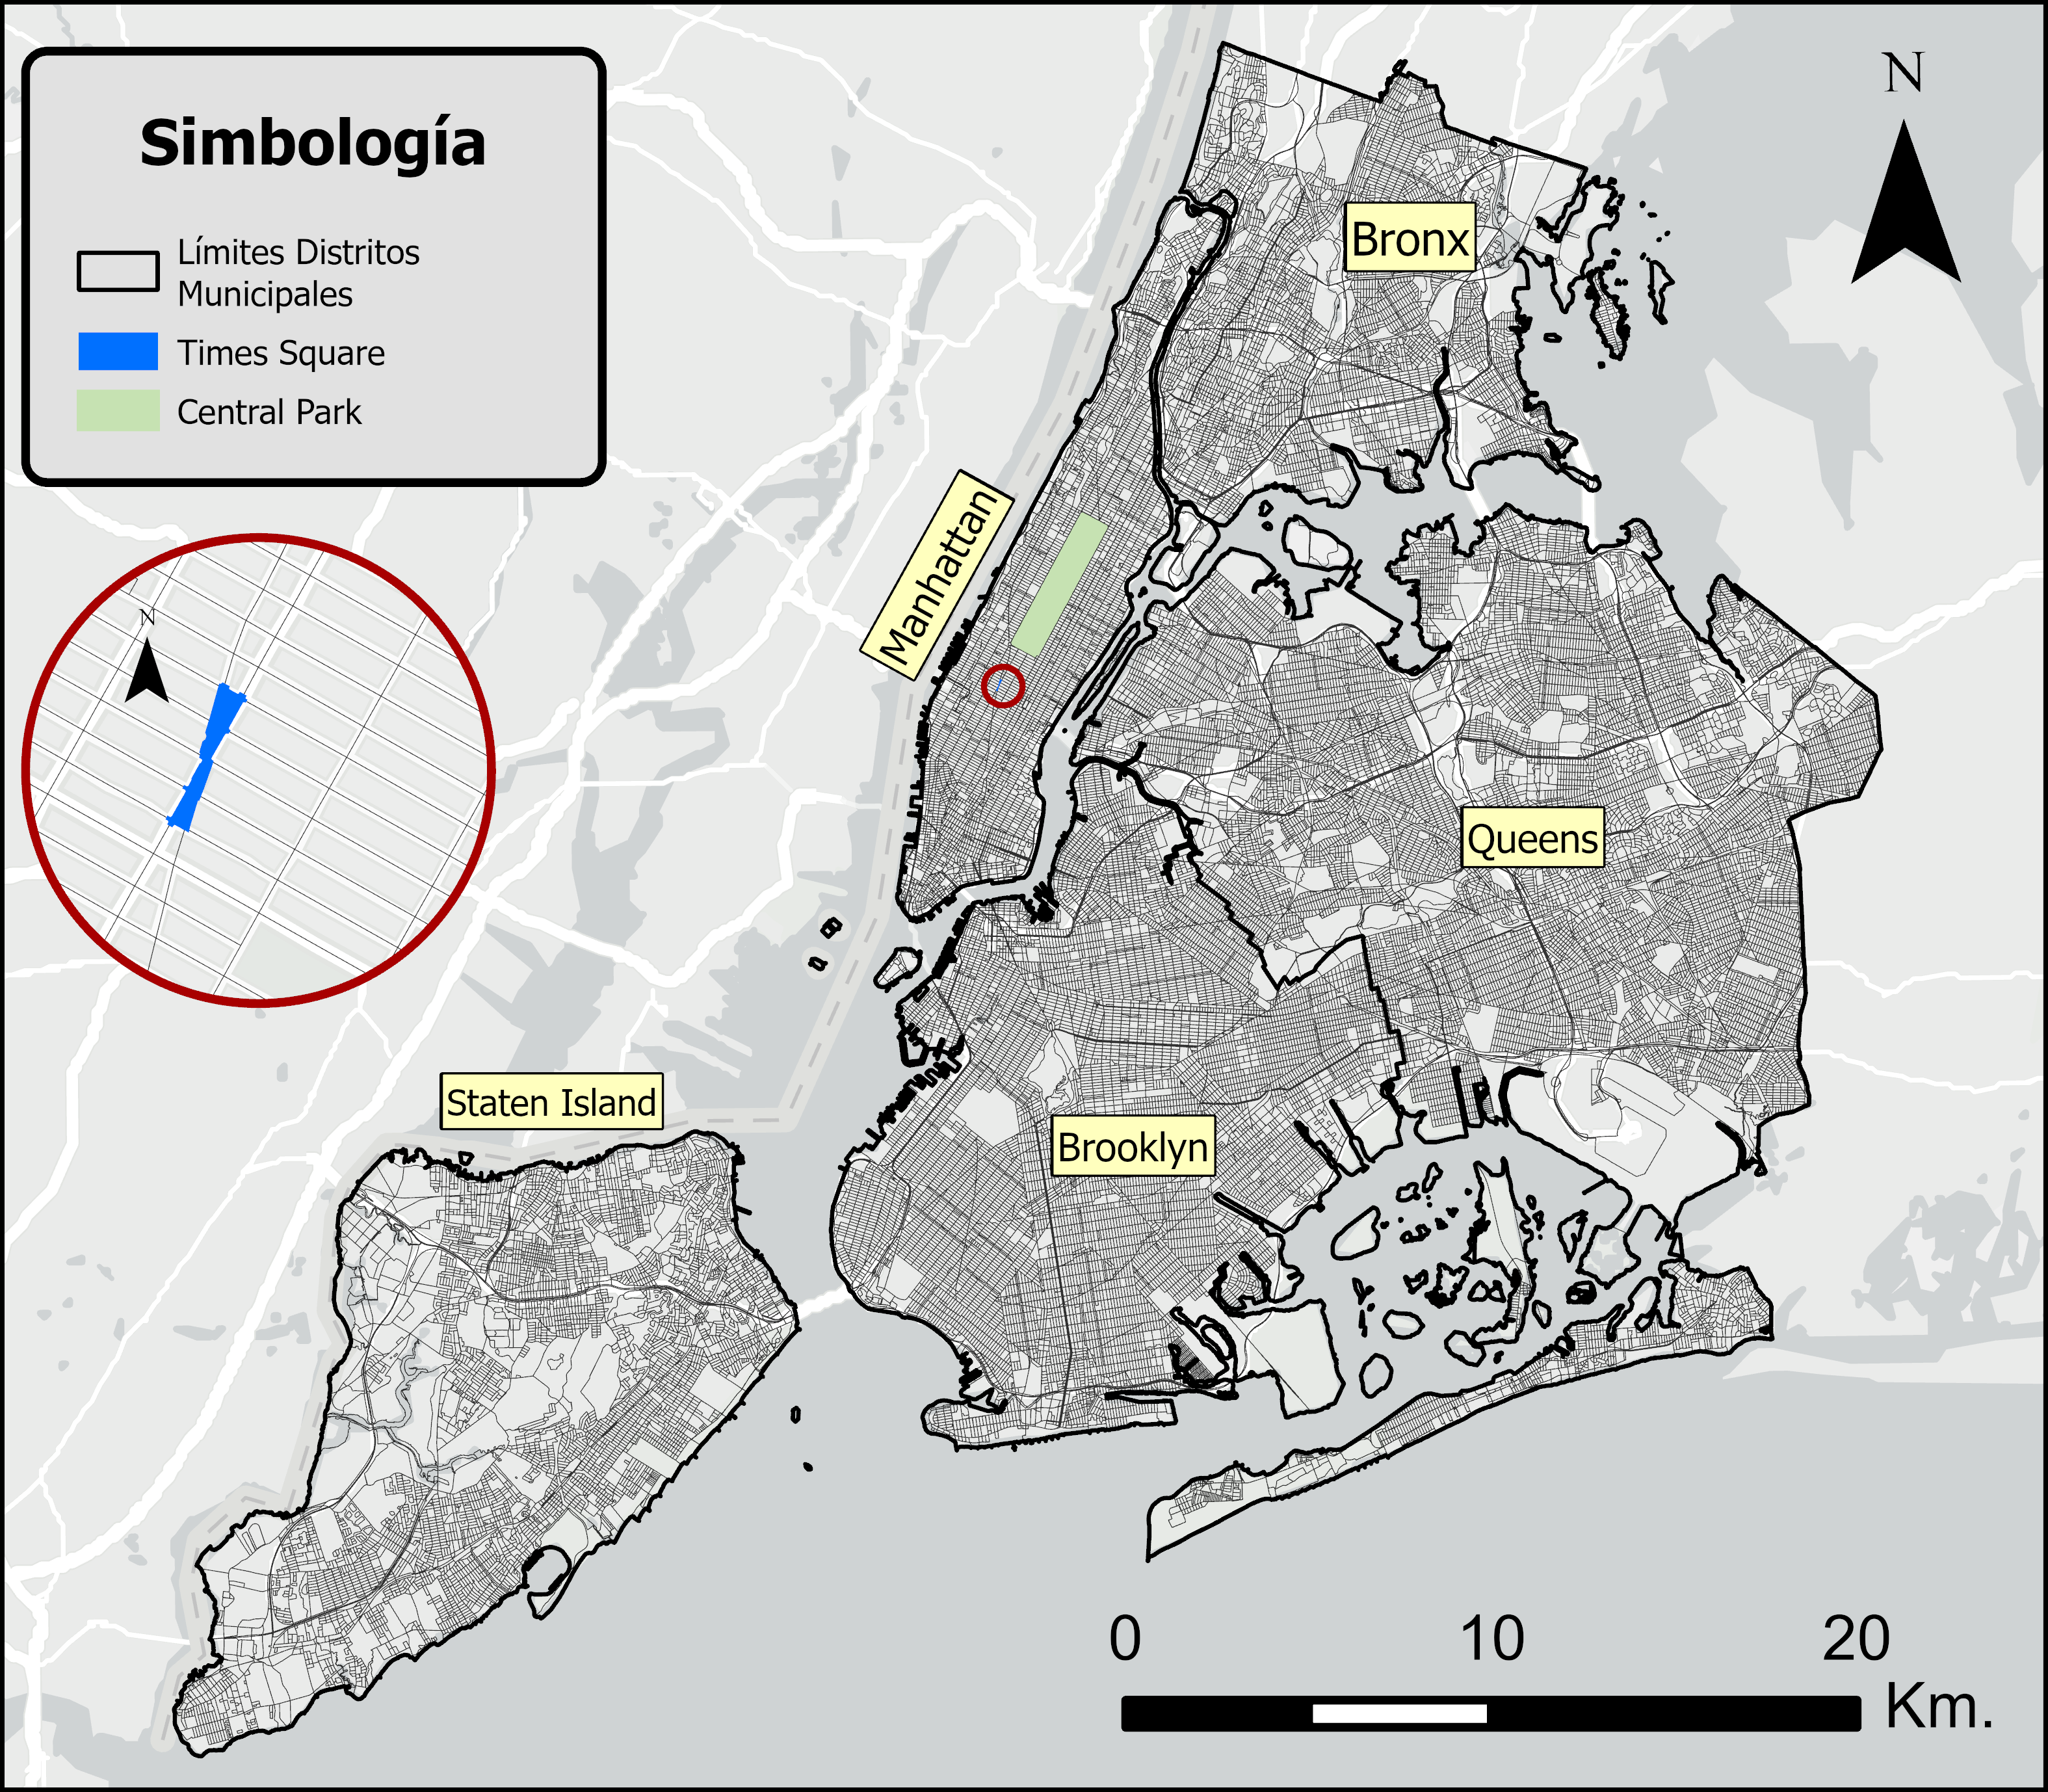 Simbología
Límites Distritos
Municipales
Times Square
Central Park
N
N
Bronx
Manhattan
Queens
Staten Island
Brooklyn
0 10 20
Km.